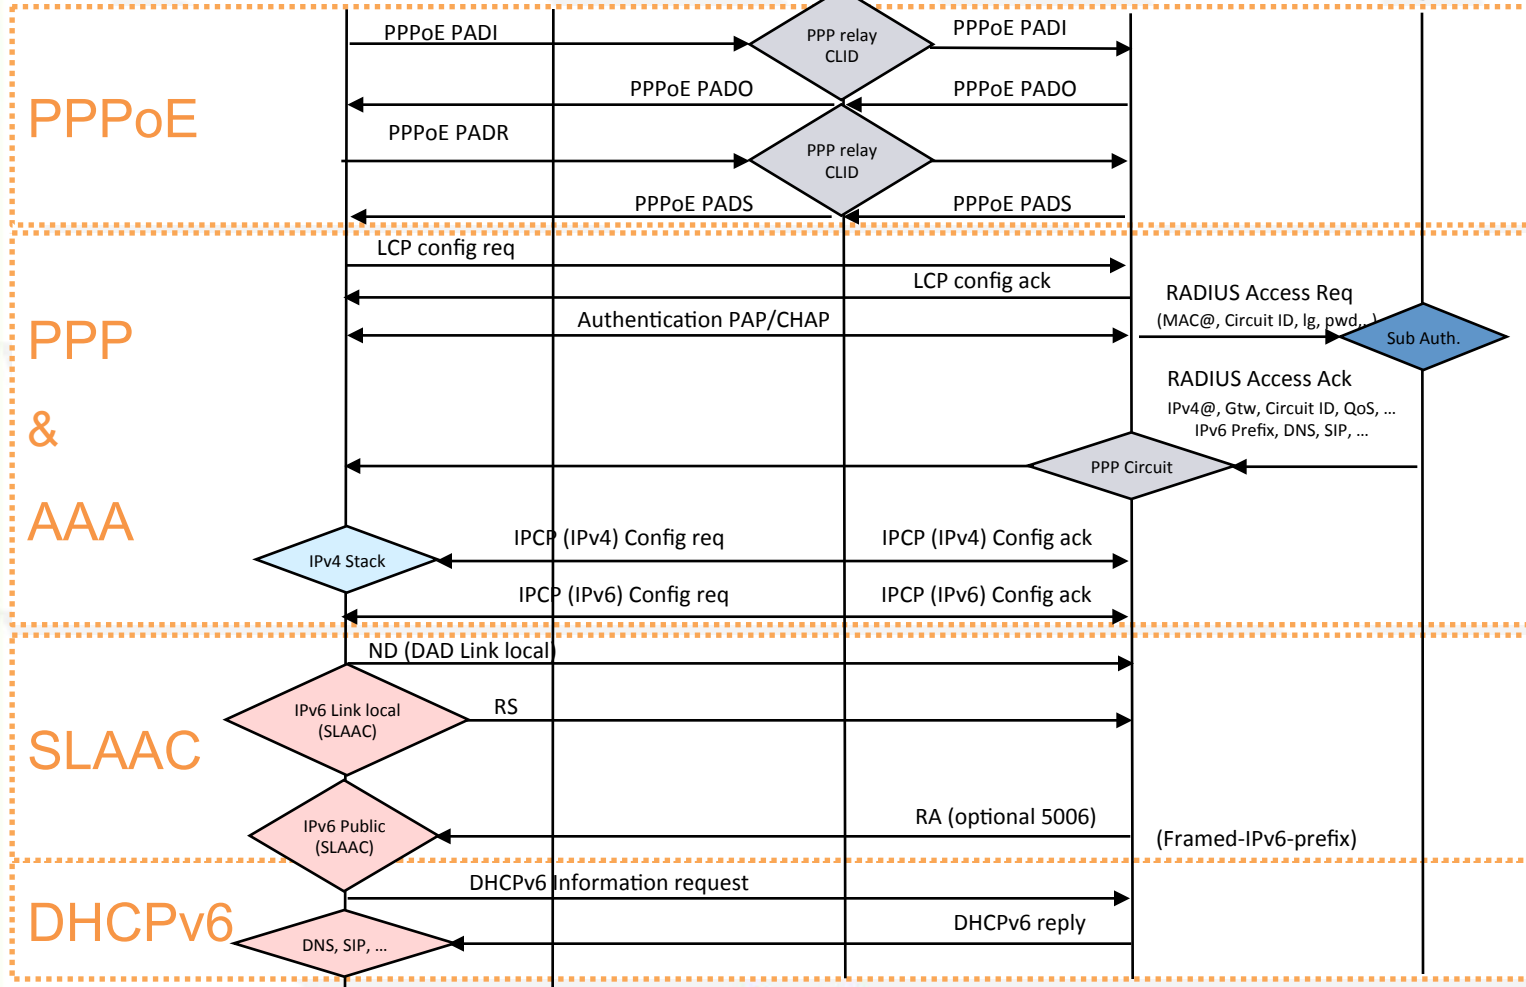 PPPoE
PPPoE PADI
PPP relay
CLID
PPPoE PADI
PPPoE PADO
PPPoE PADO
PPPoE PADR
PPP relay
CLID
PPPoE PADS
PPPoE PADS
PPP
&
AAA
LCP config req
LCP config ack
Authentication PAP/CHAP
RADIUS Access Req
(MAC@, Circuit ID, lg, pwd,..)
Sub Auth.
RADIUS Access Ack
IPv4@, Gtw, Circuit ID, QoS, ...
IPv6 Prefix, DNS, SIP, ...
PPP Circuit
IPv4 Stack
IPCP (IPv4) Config req
IPCP (IPv4) Config ack
IPCP (IPv6) Config req
IPCP (IPv6) Config ack
SLAAC
ND (DAD Link local)
IPv6 Link local
(SLAAC)
RS
IPv6 Public
(SLAAC)
RA (optional 5006)
(Framed-IPv6-prefix)
DHCPv6
DHCPv6 Information request
DHCPv6 reply
DNS, SIP, ...